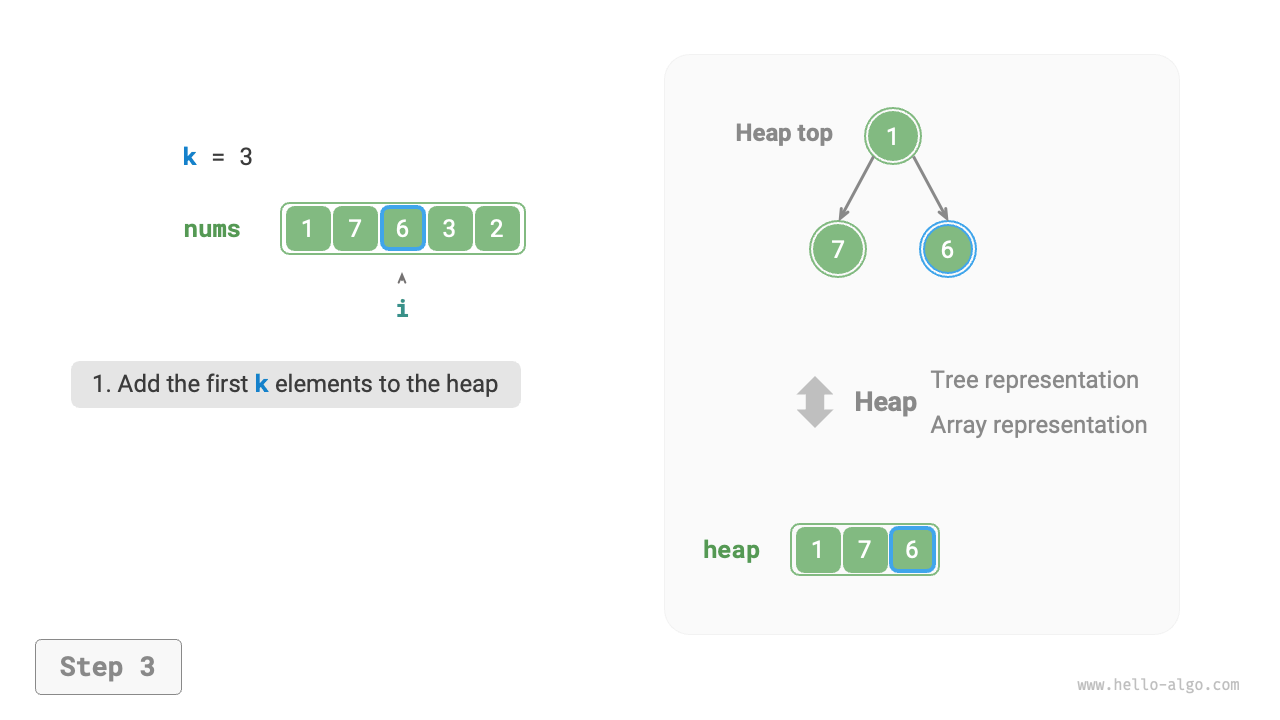 k = 3
nums 1 7 6 3 2
i
1. Add the first k elements to the heap
Heap top 1
7 6
Heap
Tree representation
Array representation
heap 1 7 6
Step 3
www.hello-algo.com